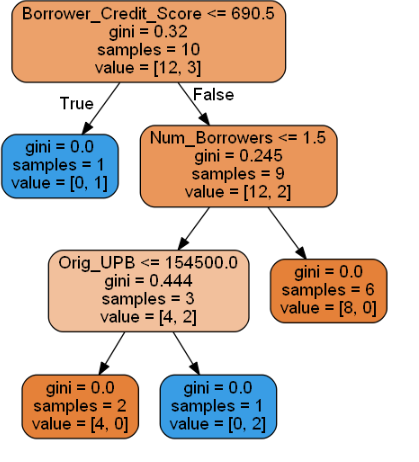 Borrower_Credit_Score <= 690.5
gini = 0.32
samples = 10
value = [12, 3]
True
False
gini = 0.0
samples = 1
value = [0, 1]
Num_Borrowers <= 1.5
gini = 0.245
samples = 9
value = [12, 2]
Orig_UPB <= 154500.0
gini = 0.444
samples = 3
value = [4, 2]
gini = 0.0
samples = 6
value = [8, 0]
gini = 0.0
samples = 2
value = [4, 0]
gini = 0.0
samples = 1
value = [0, 2]